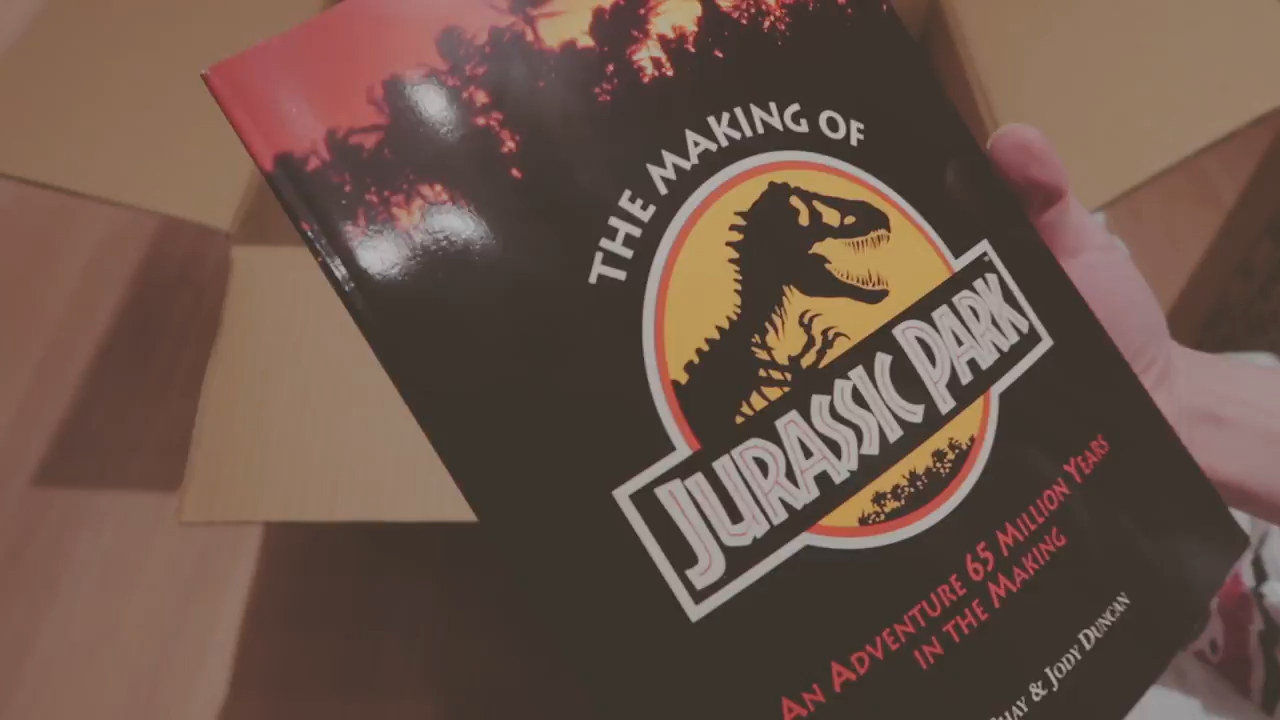 THE MAKING OF
JURASSIC PARK
AN ADVENTURE 65 MILLION YEARS
IN THE MAKING
& JODY DUNCAN